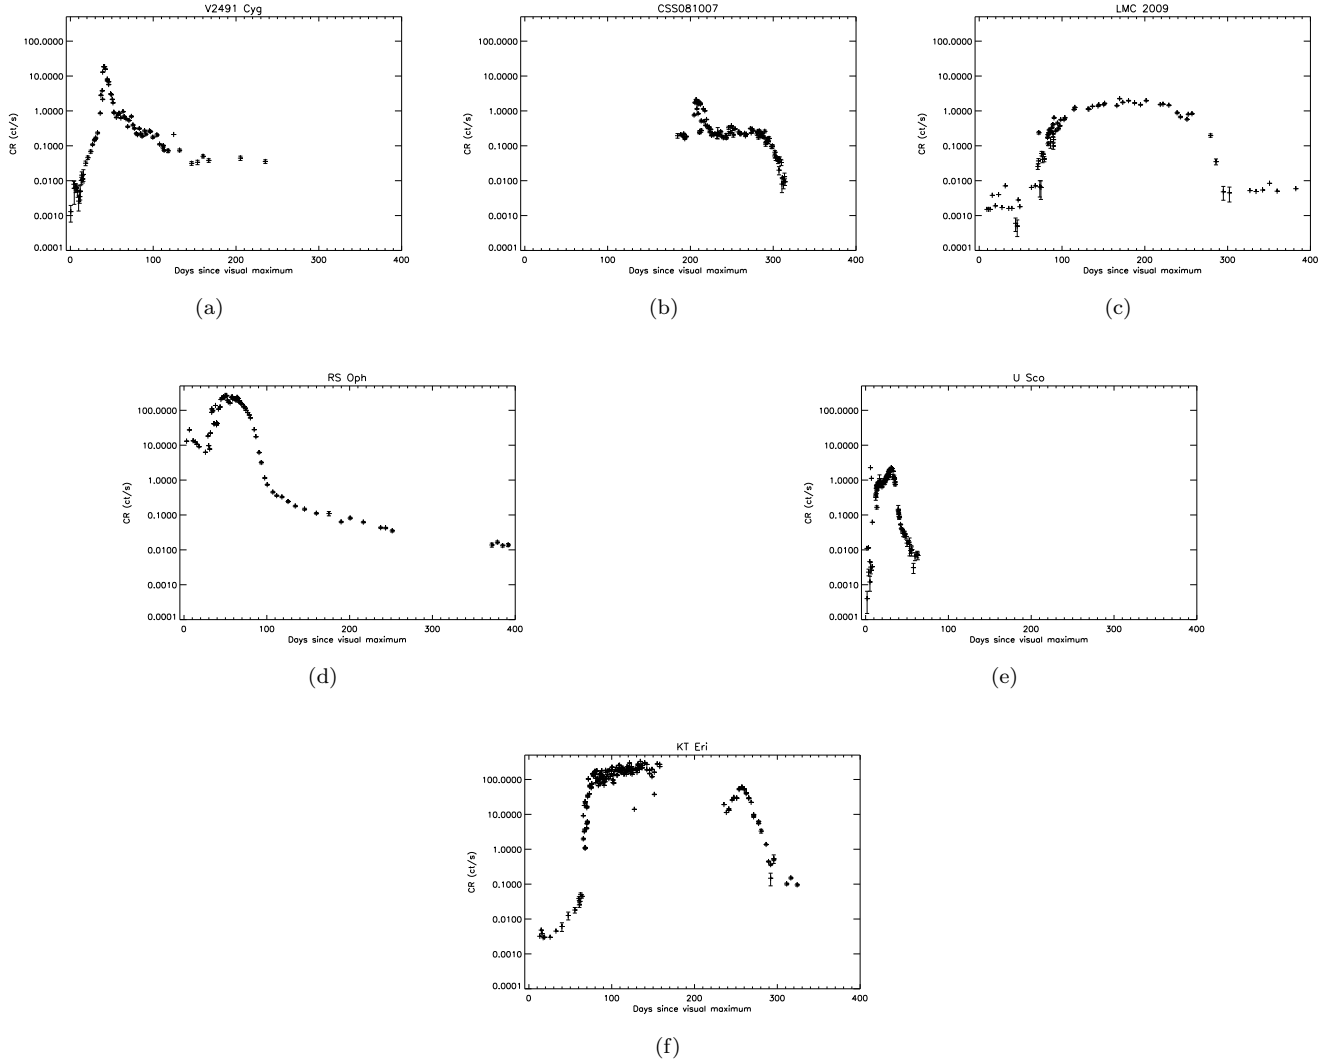 V2491 Cyg
CR (ct/s)
100.0000
10.0000
1.0000
0.1000
0.0100
0.0010
0.0001
0 100 200 300 400
Days since visual maximum
(a)
CSS081007
CR (ct/s)
100.0000
10.0000
1.0000
0.1000
0.0100
0.0010
0.0001
0 100 200 300 400
Days since visual maximum
(b)
LMC 2009
CR (ct/s)
100.0000
10.0000
1.0000
0.1000
0.0100
0.0010
0.0001
0 100 200 300 400
Days since visual maximum
(c)
RS Oph
CR (ct/s)
100.0000
10.0000
1.0000
0.1000
0.0100
0.0010
0.0001
0 100 200 300 400
Days since visual maximum
(d)
U Sco
CR (ct/s)
100.0000
10.0000
1.0000
0.1000
0.0100
0.0010
0.0001
0 100 200 300 400
Days since visual maximum
(e)
KT Eri
CR (ct/s)
100.0000
10.0000
1.0000
0.1000
0.0100
0.0010
0.0001
0 100 200 300 400
Days since visual maximum
(f)